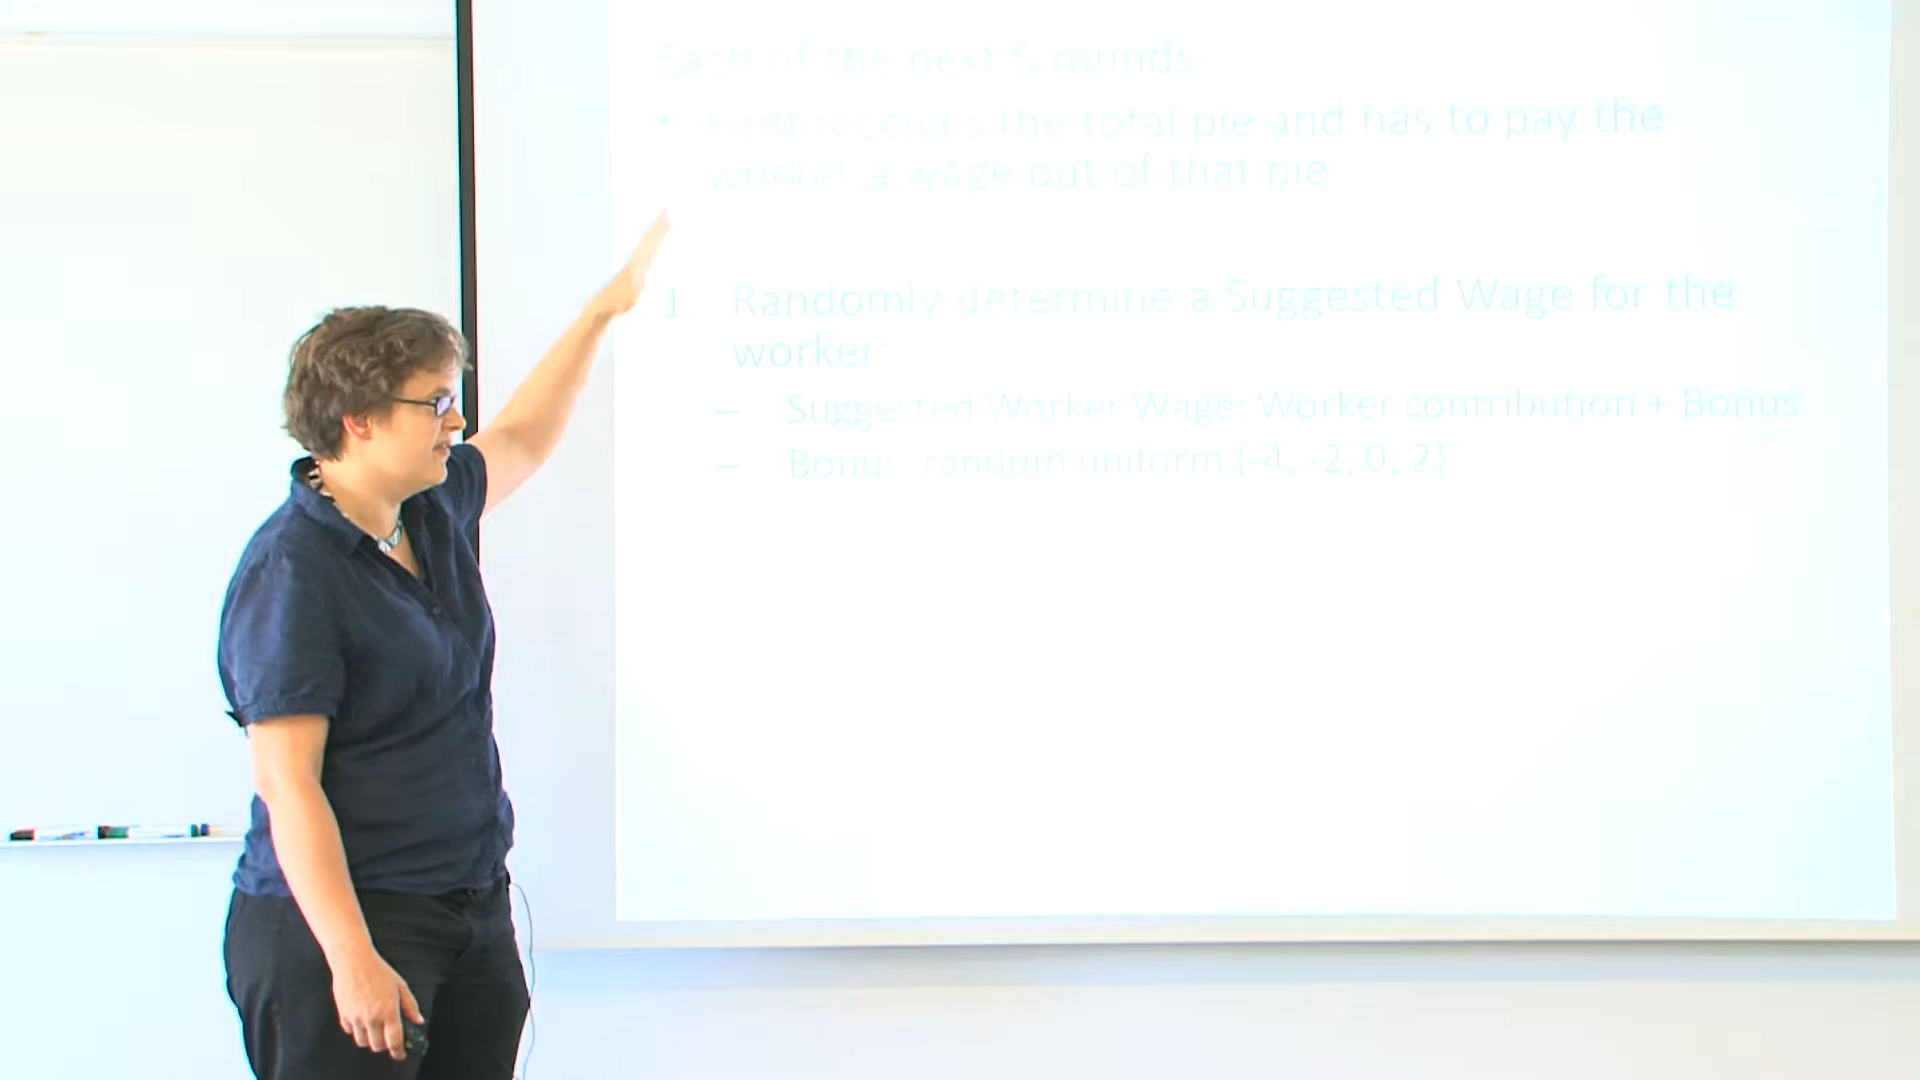 Each of the next 5 rounds
• Firm receives the total pie and has to pay the
worker a wage out of that pie
1. Randomly determine a Suggested Wage for the
worker:
– Suggested Worker Wage: Worker contribution + Bonus
– Bonus: random uniform {-4, -2, 0, 2}